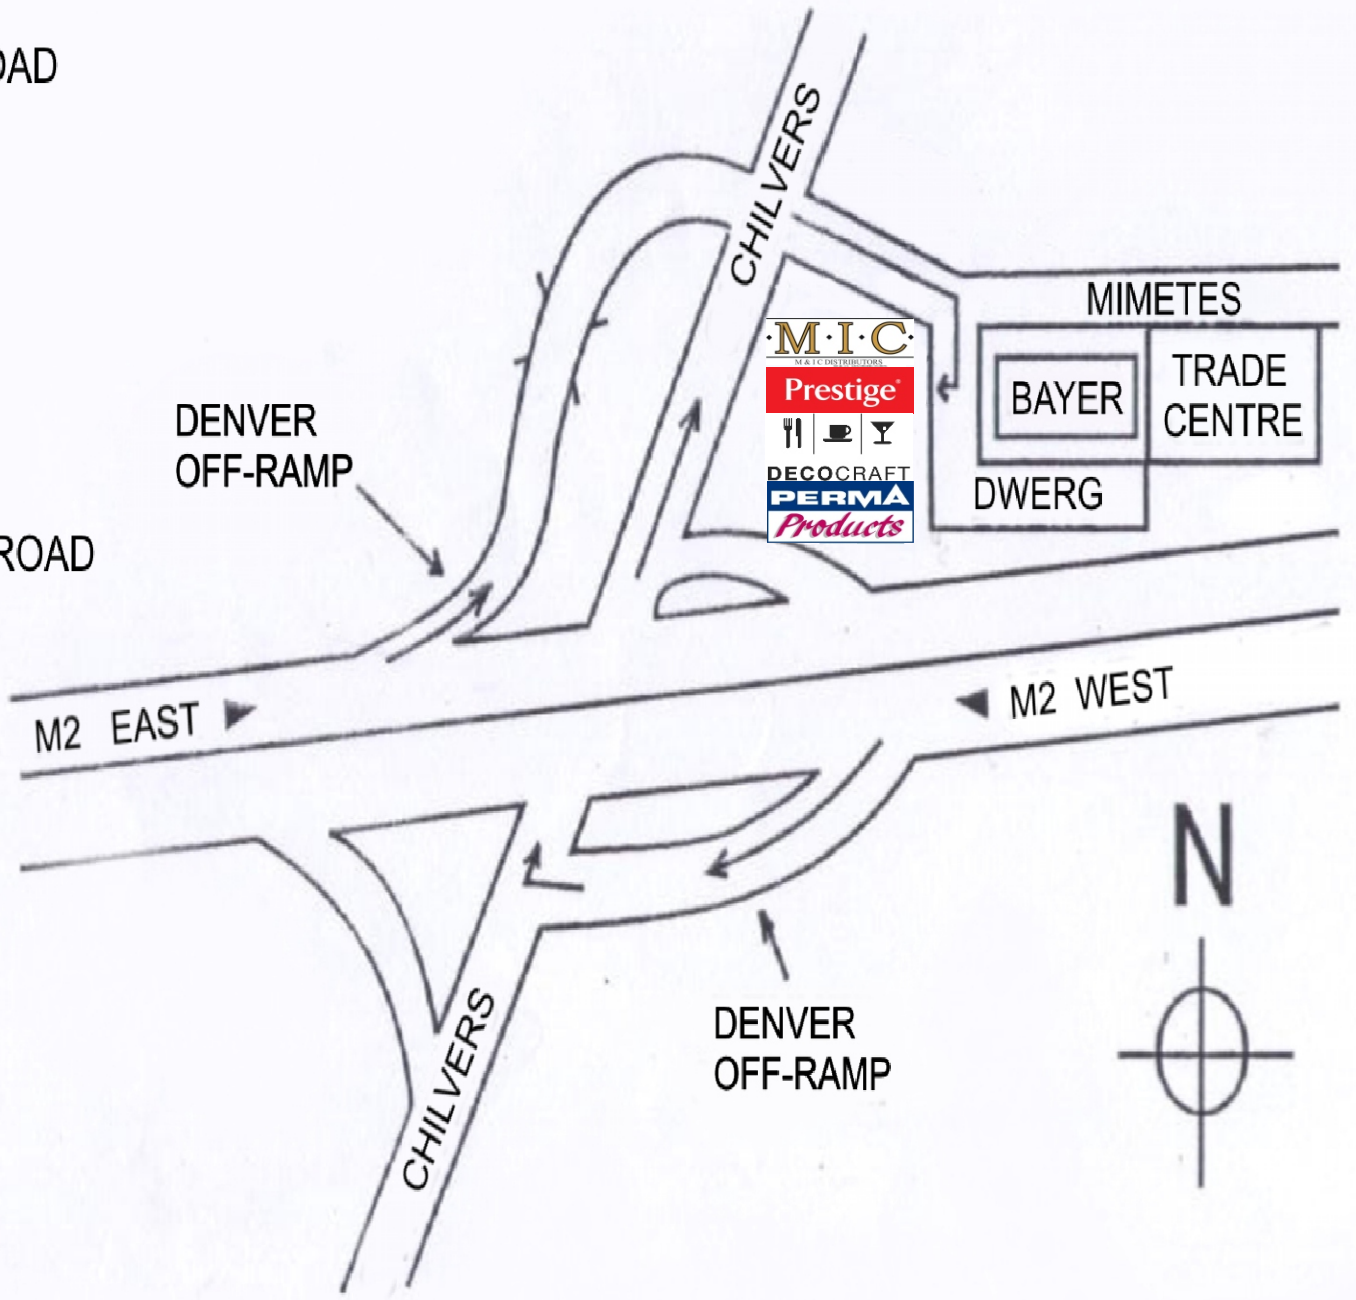 OAD
CHILVERS
CHILVERS
MIMETES
·M·I·C·
M & I C DISTRIBUTORS
Prestige®
DECOCRAFT
PERMA
Products
BAYER
TRADE
CENTRE
DWERG
DENVER
OFF-RAMP
ROAD
M2 EAST
M2 WEST
N
DENVER
OFF-RAMP
CHILVERS